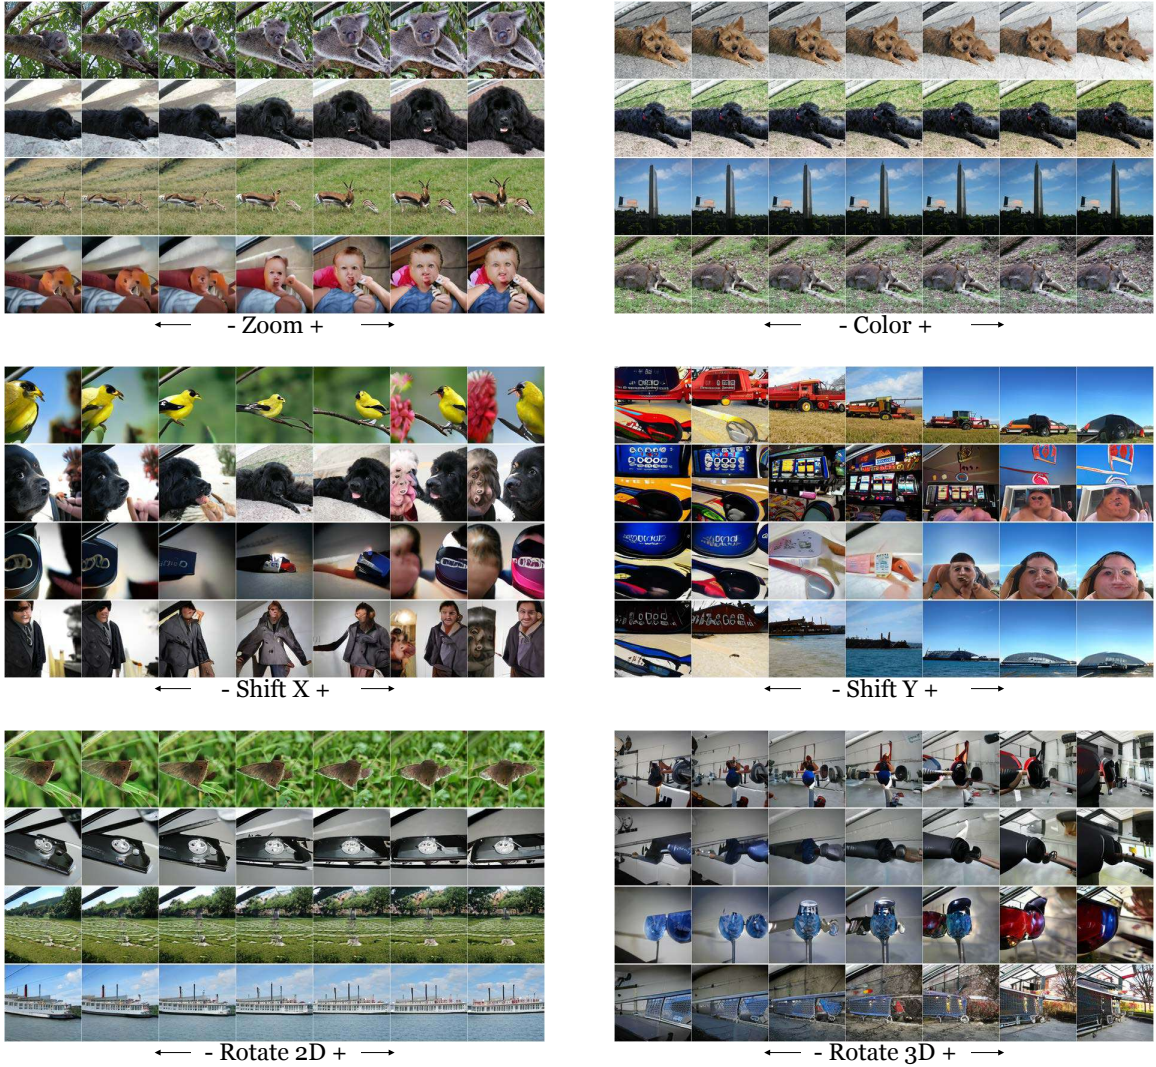 - Zoom +
- Color +
- Shift X +
- Shift Y +
- Rotate 2D +
- Rotate 3D +